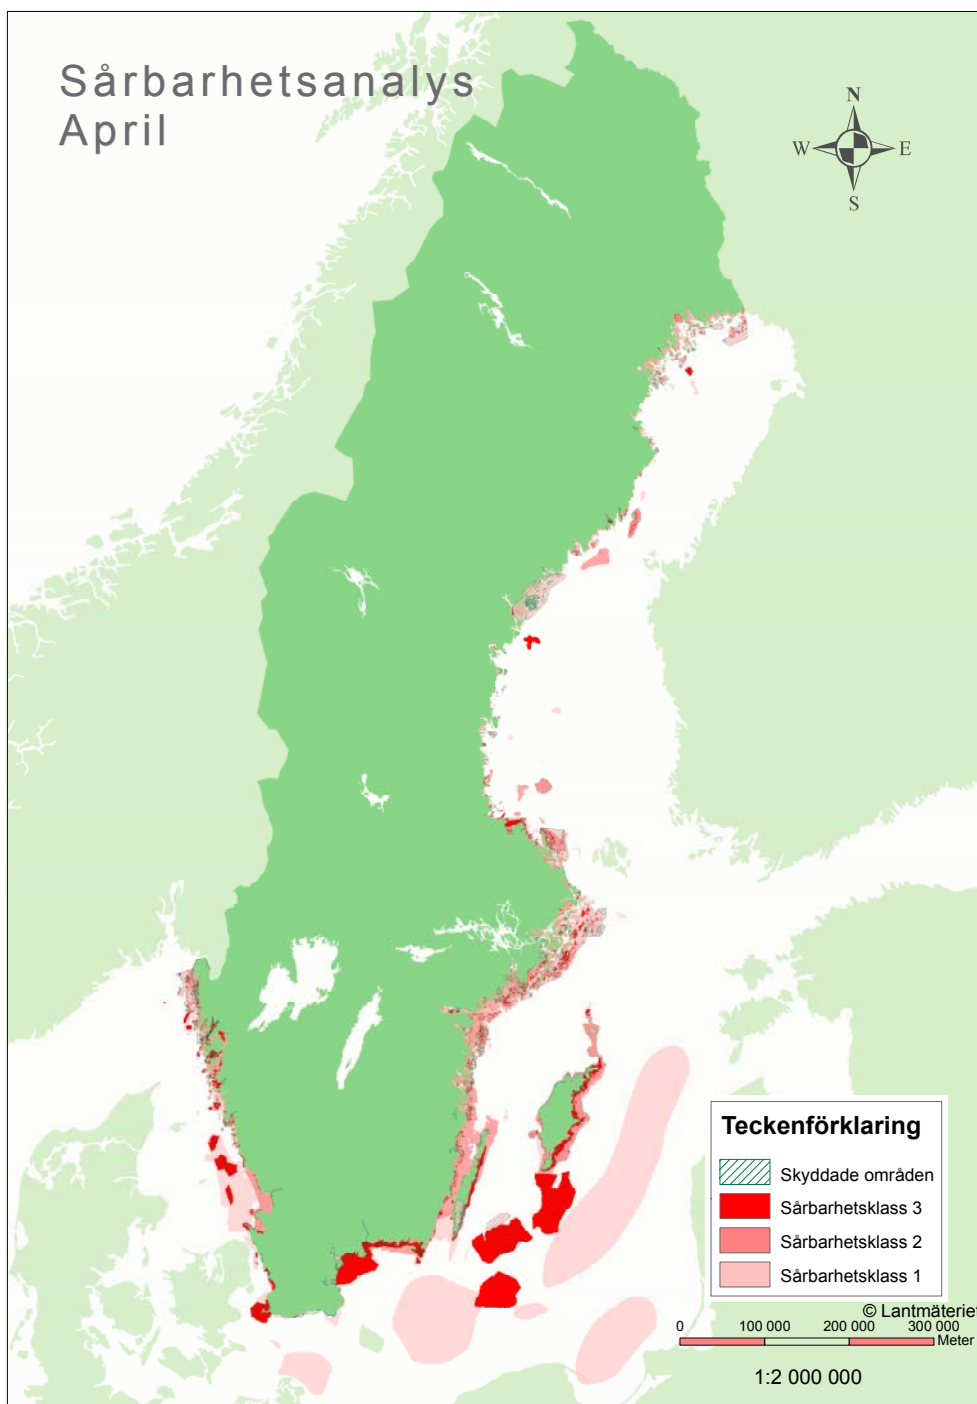 Sårbarhetsanalys
April
N
W E
S
Teckenförklaring
Skyddade områden
Sårbarhetsklass 3
Sårbarhetsklass 2
Sårbarhetsklass 1
© Lantmäteriet
0 100 000 200 000 300 000
Meter
1:2 000 000